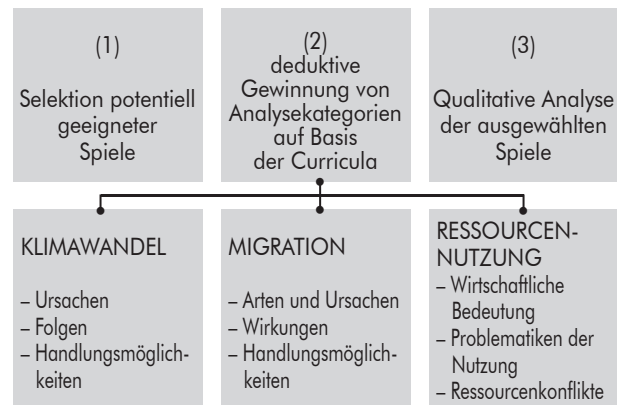 (1)
Selektion potentiell
geeigneter
Spiele
(2)
deduktive
Gewinnung von
Analysekategorien
auf Basis
der Curricula
(3)
Qualitative Analyse
der ausgewählten
Spiele
KLIMAWANDEL
– Ursachen
– Folgen
– Handlungsmöglich-
keiten
MIGRATION
– Arten und Ursachen
– Wirkungen
– Handlungsmöglich-
keiten
RESSOURCEN-
NUTZUNG
– Wirtschaftliche
Bedeutung
– Problematiken der
Nutzung
– Ressourcenkonflikte